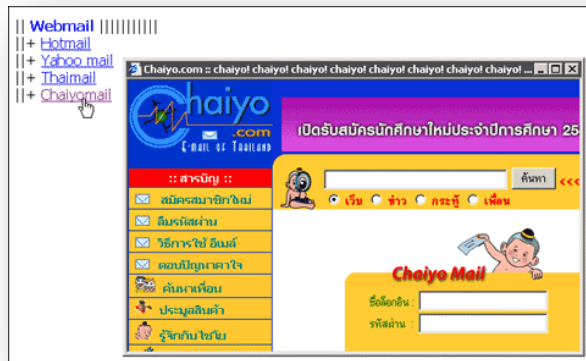 || Webmail |||||||||||
||+ Hotmail
||+ Yahoo mail
||+ Thaimail
||+ Chaiyomail
Chaiyo.com :: chaiyo! chaiyo! chaiyo! chaiyo! chaiyo! chaiyo! chaiyo! ...
Chaiyo
.com
E-MAIL OF THAILAND
เปิดรับสมัครนักศึกษาใหม่ประจำปีการศึกษา 25
:: สารบัญ ::
สมัครสมาชิกใหม่
ลืมรหัสผ่าน
วิธีการใช้ อีเมล์
ตอบปัญหาคาใจ
ค้นหาเพื่อน
ประมูลสินค้า
รู้จักกับไชโย
ค้นหา <<<
เว็บ ข่าว กระทู้ เพื่อน
Chaiyo Mail
ชื่อล็อกอิน :
รหัสผ่าน :